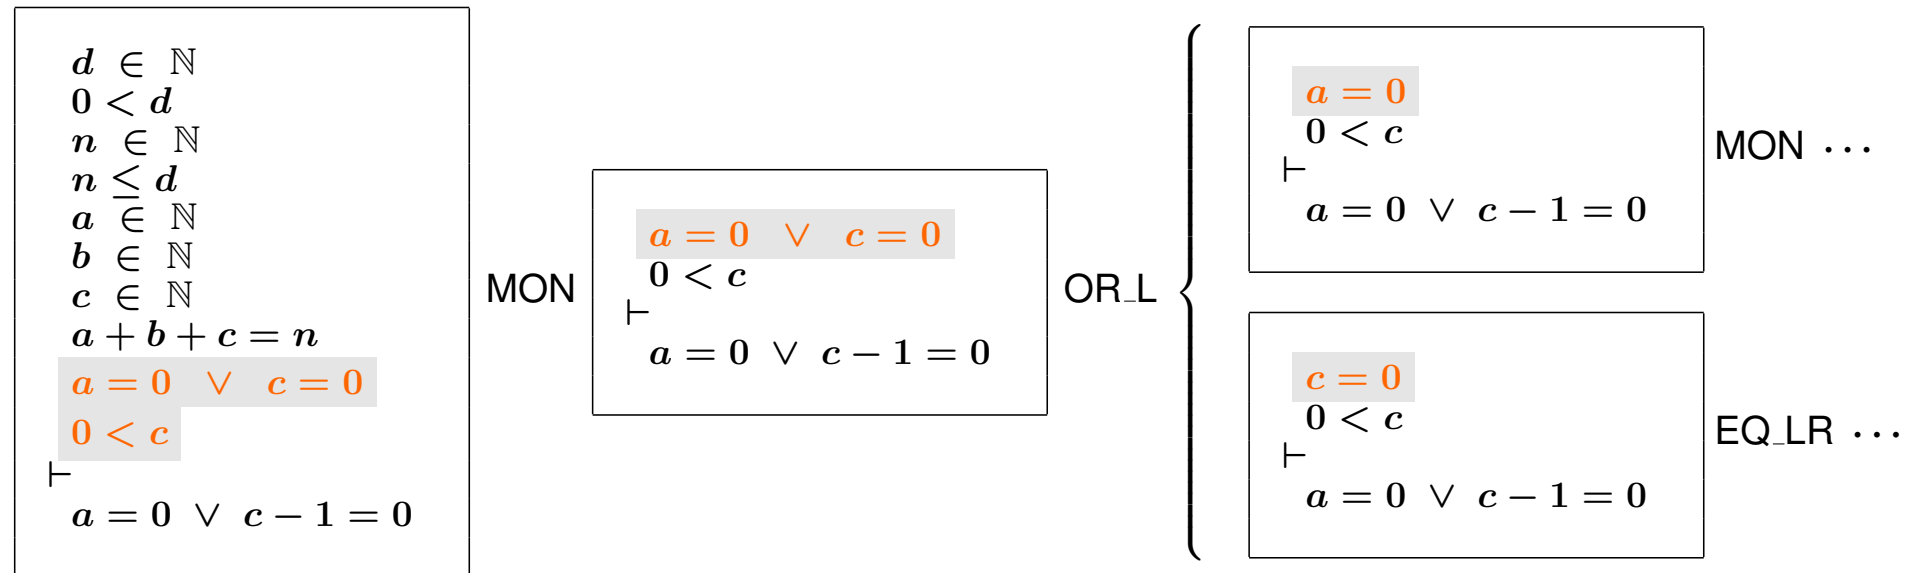 d ∈ ℕ
0 < d
n ∈ ℕ
n ≤ d
a ∈ ℕ
b ∈ ℕ
c ∈ ℕ
a + b + c = n
a = 0 ∨ c = 0
0 < c
⊢
a = 0 ∨ c − 1 = 0
MON
a = 0 ∨ c = 0
0 < c
⊢
a = 0 ∨ c − 1 = 0
OR_L
a = 0
0 < c
⊢
a = 0 ∨ c − 1 = 0
MON ···
c = 0
0 < c
⊢
a = 0 ∨ c − 1 = 0
EQ_LR ···